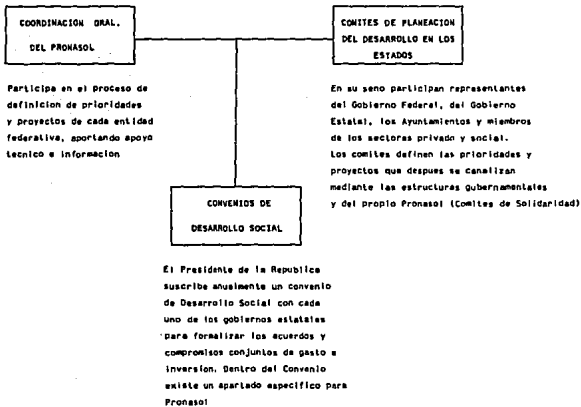 COORDINACION GRAL.
DEL PRONASOL
COMITES DE PLANEACION
DEL DESARROLLO EN LOS
ESTADOS
Participa en el proceso de
definicion de prioridades
y proyectos de cada entidad
federativa, aportando apoyo
tecnico e informacion
En su seno participan representantes
del Gobierno Federal, del Gobierno
Estatal, los Ayuntamientos y miembros
de los sectores privado y social.
Los comites definen las prioridades y
proyectos que despues se canalizan
mediante las estructuras gubernamentales
y del propio Pronasol (Comites de Solidaridad)
CONVENIOS DE
DESARROLLO SOCIAL
El Presidente de la Republica
suscribe anualmente un convenio
de Desarrollo Social con cada
uno de los gobiernos estatales
para formalizar los acuerdos y
compromisos conjuntos de gasto e
inversion. Dentro del Convenio
existe un apartado especifico para
Pronasol